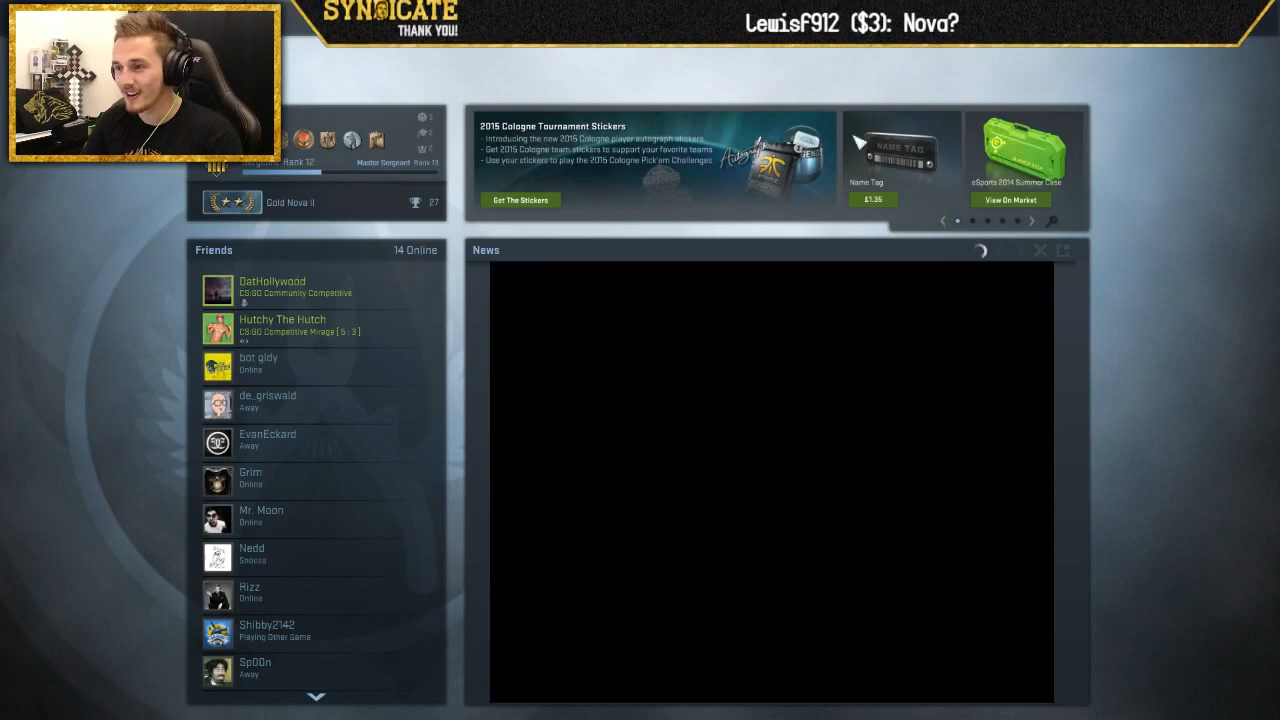 SYNDICATE
THANK YOU!
Lewisf912 ($3): Nova?
Sergeant Rank 12
Master Sergeant Rank 13
Gold Nova II
27
2015 Cologne Tournament Stickers
- Introducing the new 2015 Cologne player autograph stickers
- Get 2015 Cologne team stickers to support your favorite teams
- Use your stickers to play the 2015 Cologne Pick'em Challenges
Get The Stickers
NAME TAG
Name Tag
£1.35
eSports 2014 Summer Case
View On Market
Friends
14 Online
DatHollywood
CS:GO Community Competitive
Hutchy The Hutch
CS:GO Competitive Mirage [ 5 : 3 ]
bot gldy
Online
de_griswald
Away
EvanEckard
Away
Grim
Online
Mr. Moon
Online
Nedd
Snooze
Rizz
Online
Shibby2142
Playing Other Game
Sp00n
Away
News